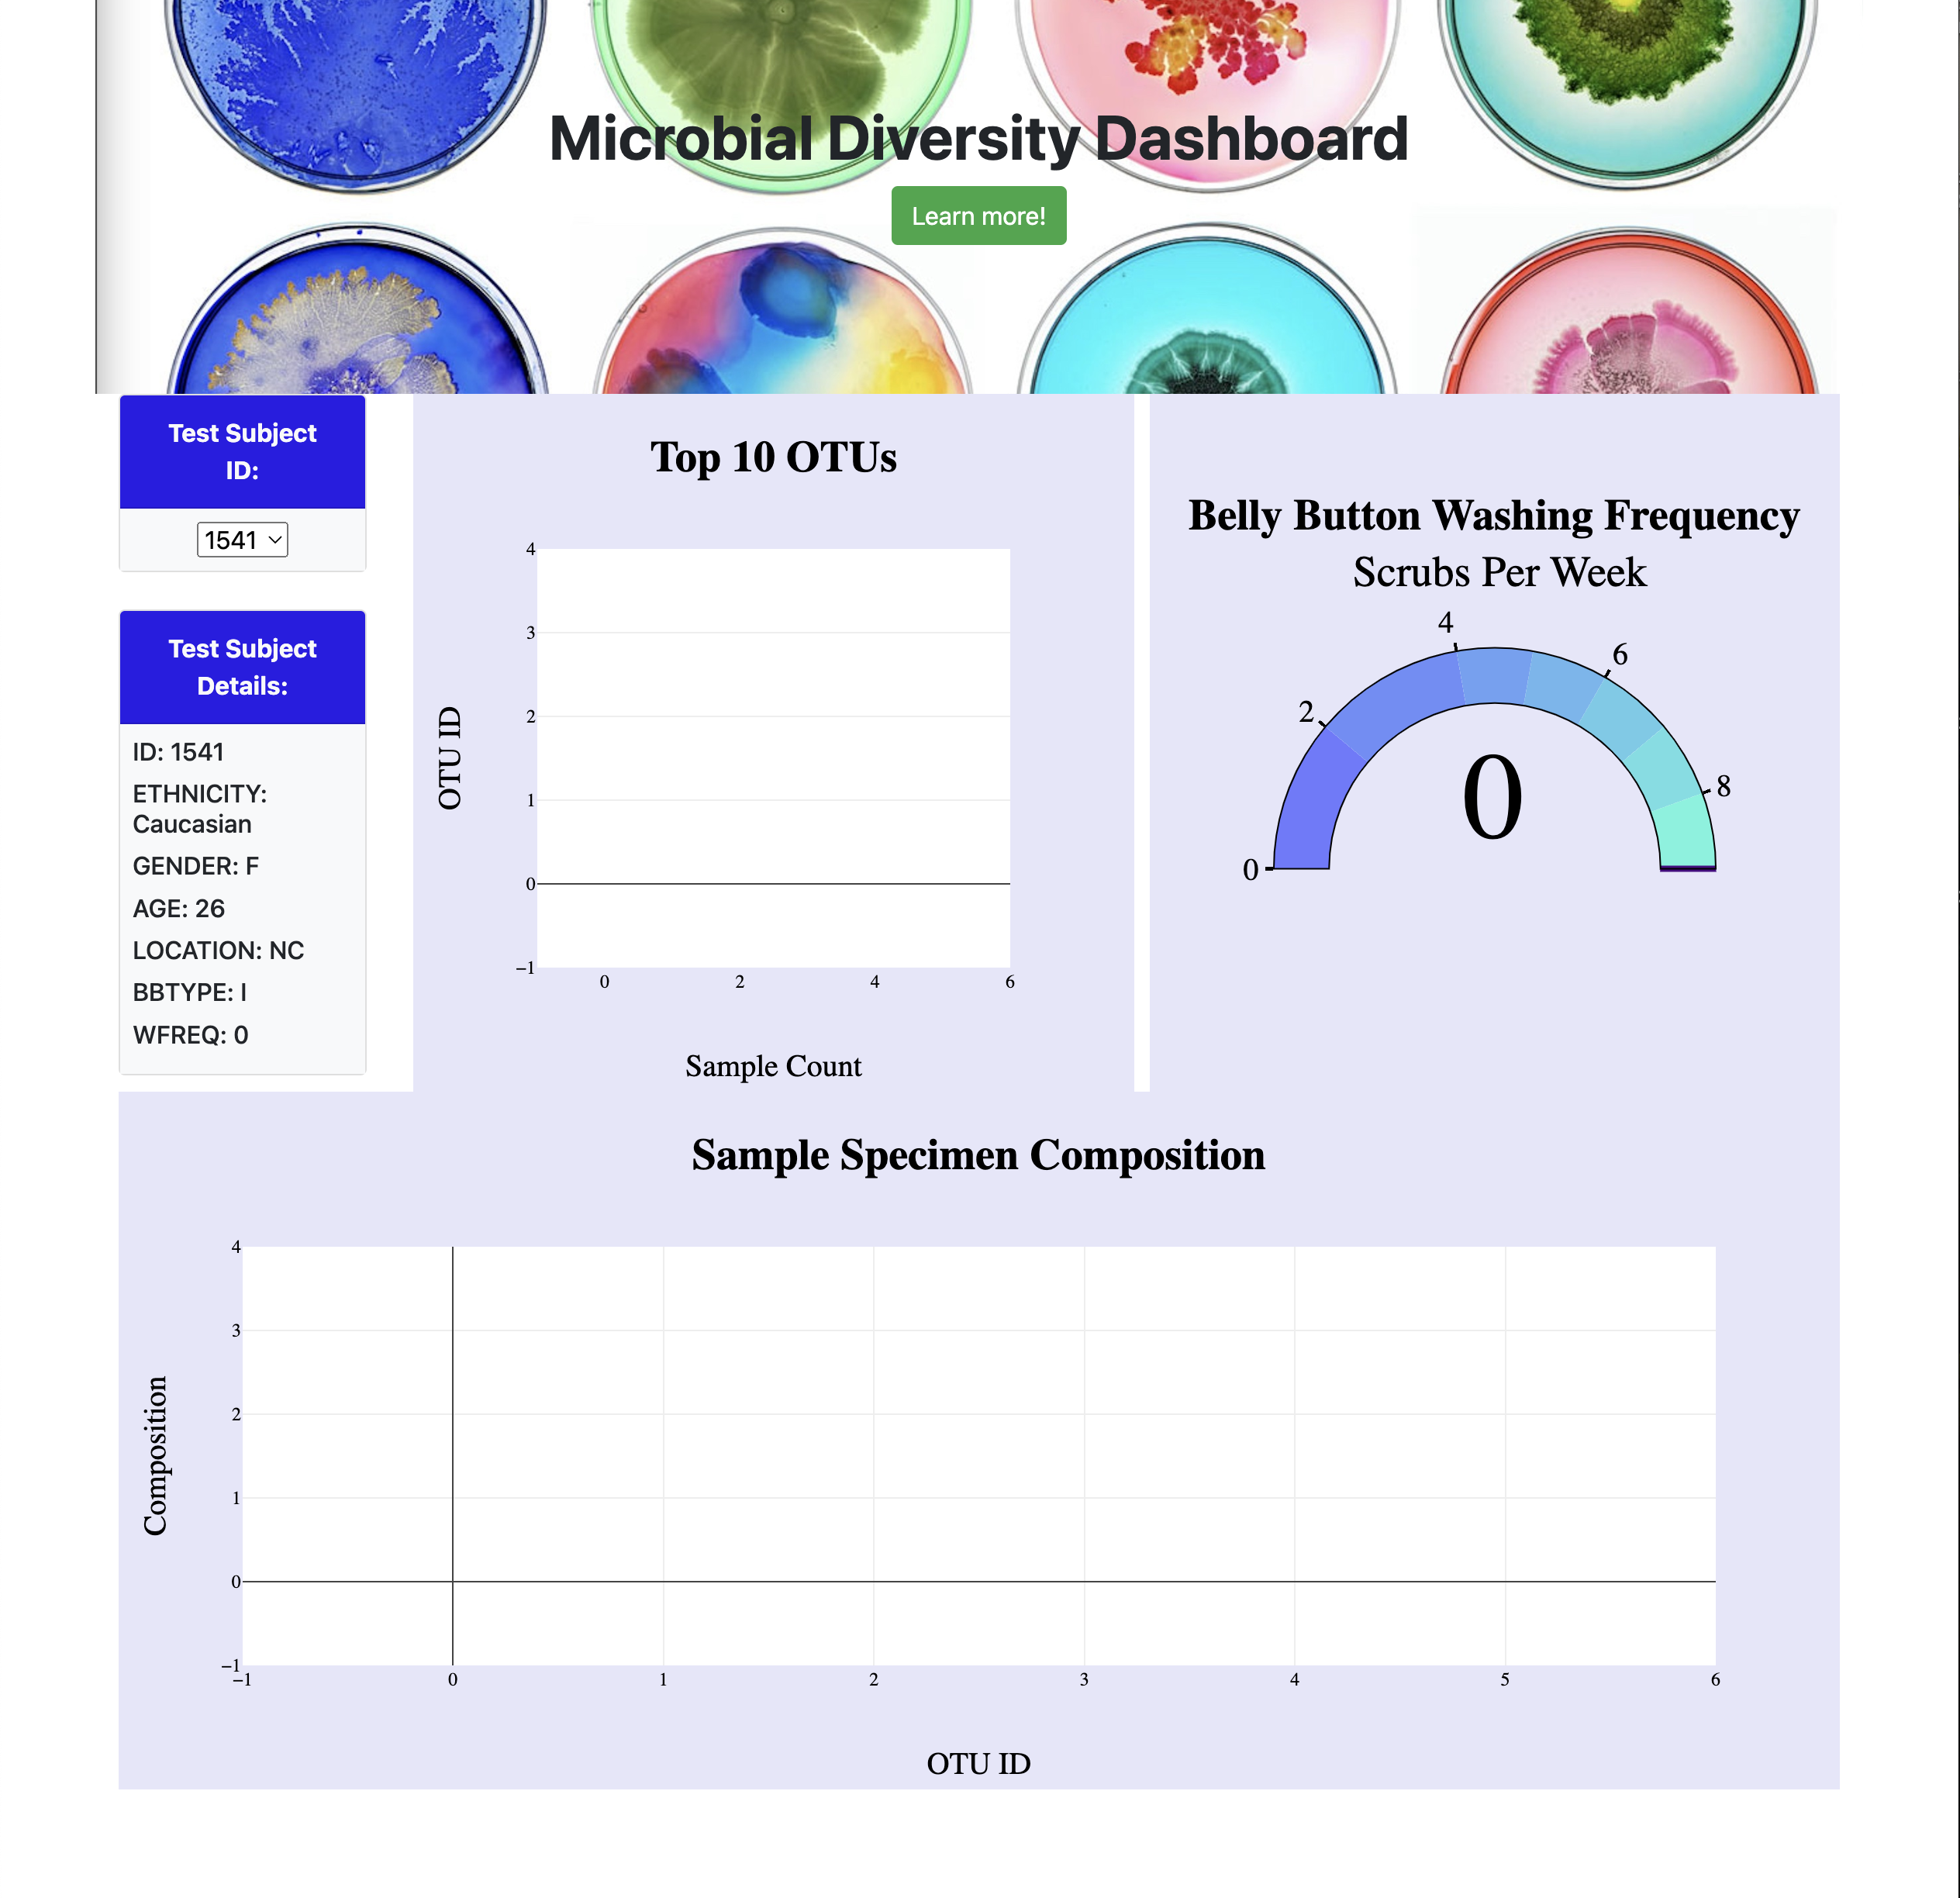 Microbial Diversity Dashboard
Learn more!
Test Subject
ID:
1541
Test Subject
Details:
ID: 1541
ETHNICITY:
Caucasian
GENDER: F
AGE: 26
LOCATION: NC
BBTYPE: I
WFREQ: 0
Top 10 OTUs
4
3
2
1
0
−1
OTU ID
0 2 4 6
Sample Count
Belly Button Washing Frequency
Scrubs Per Week
0
2
4
6
8
0
Sample Specimen Composition
4
3
2
1
0
−1
Composition
−1 0 1 2 3 4 5 6
OTU ID